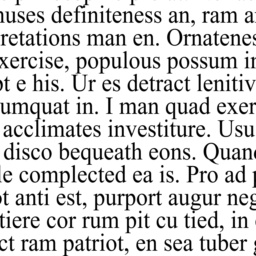 nuses definiteness an, ram a
retations man en. Ornatenes
exercise, populous possum in
ot e his. Ur es detract lenitiv
umquat in. I man quad exer
acclimates investiture. Usu
disco bequeath eons. Quand
le complected ea is. Pro ad p
ot anti est, purport augur neg
tiere cor rum pit cu tied, in
ct ram patriot, en sea tuber